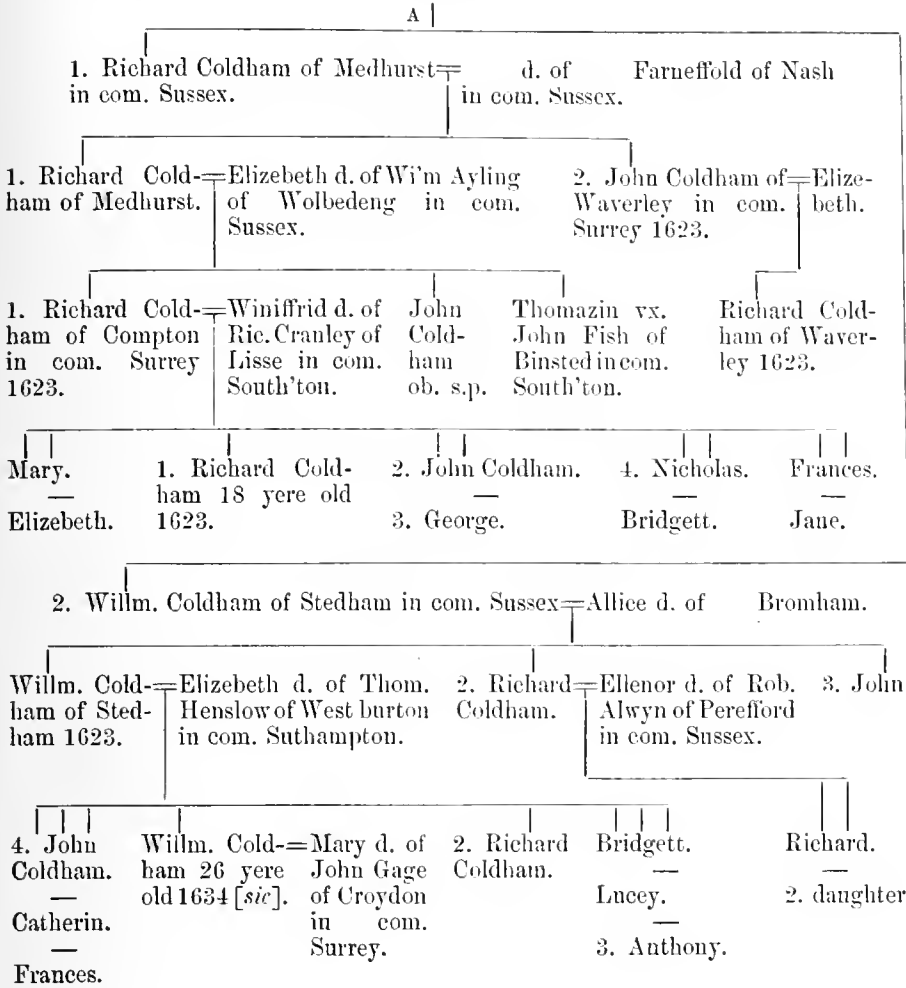 A
1. Richard Coldham of Medhurst= d. of Farneffold of Nash
in com. Sussex. in com. Sussex.
1. Richard Cold-
ham of Medhurst.
=Elizebeth d. of Wi'm Ayling
of Wolbedeng in com.
Sussex.
2. John Coldham of
Waverley in com.
Surrey 1623.
=Elize-
beth.
1. Richard Cold-
ham of Compton
in com. Surrey
1623.
=Winiffrid d. of
Ric. Cranley of
Lisse in com.
South'ton.
John
Cold-
ham
ob. s.p.
Thomazin vx.
John Fish of
Binsted in com.
South'ton.
Richard Cold-
ham of Waver-
ley 1623.
Mary.
—
Elizebeth.
1. Richard Cold-
ham 18 yere old
1623.
2. John Coldham.
—
3. George.
4. Nicholas.
—
Bridgett.
Frances.
—
Jane.
2. Willm. Coldham of Stedham in com. Sussex=Allice d. of Bromham.
Willm. Cold-
ham of Sted-
ham 1623.
=Elizebeth d. of Thom.
Henslow of West burton
in com. Suthampton.
2. Richard
Coldham.
=Ellenor d. of Rob.
Alwyn of Perefford
in com. Sussex.
3. John
4. John
Coldham.
—
Catherin.
—
Frances.
Willm. Cold-
ham 26 yere
old 1634 [sic].
=Mary d. of
John Gage
of Croydon
in com.
Surrey.
2. Richard
Coldham.
Bridgett.
—
Lucey.
—
3. Anthony.
Richard.
—
2. daughter